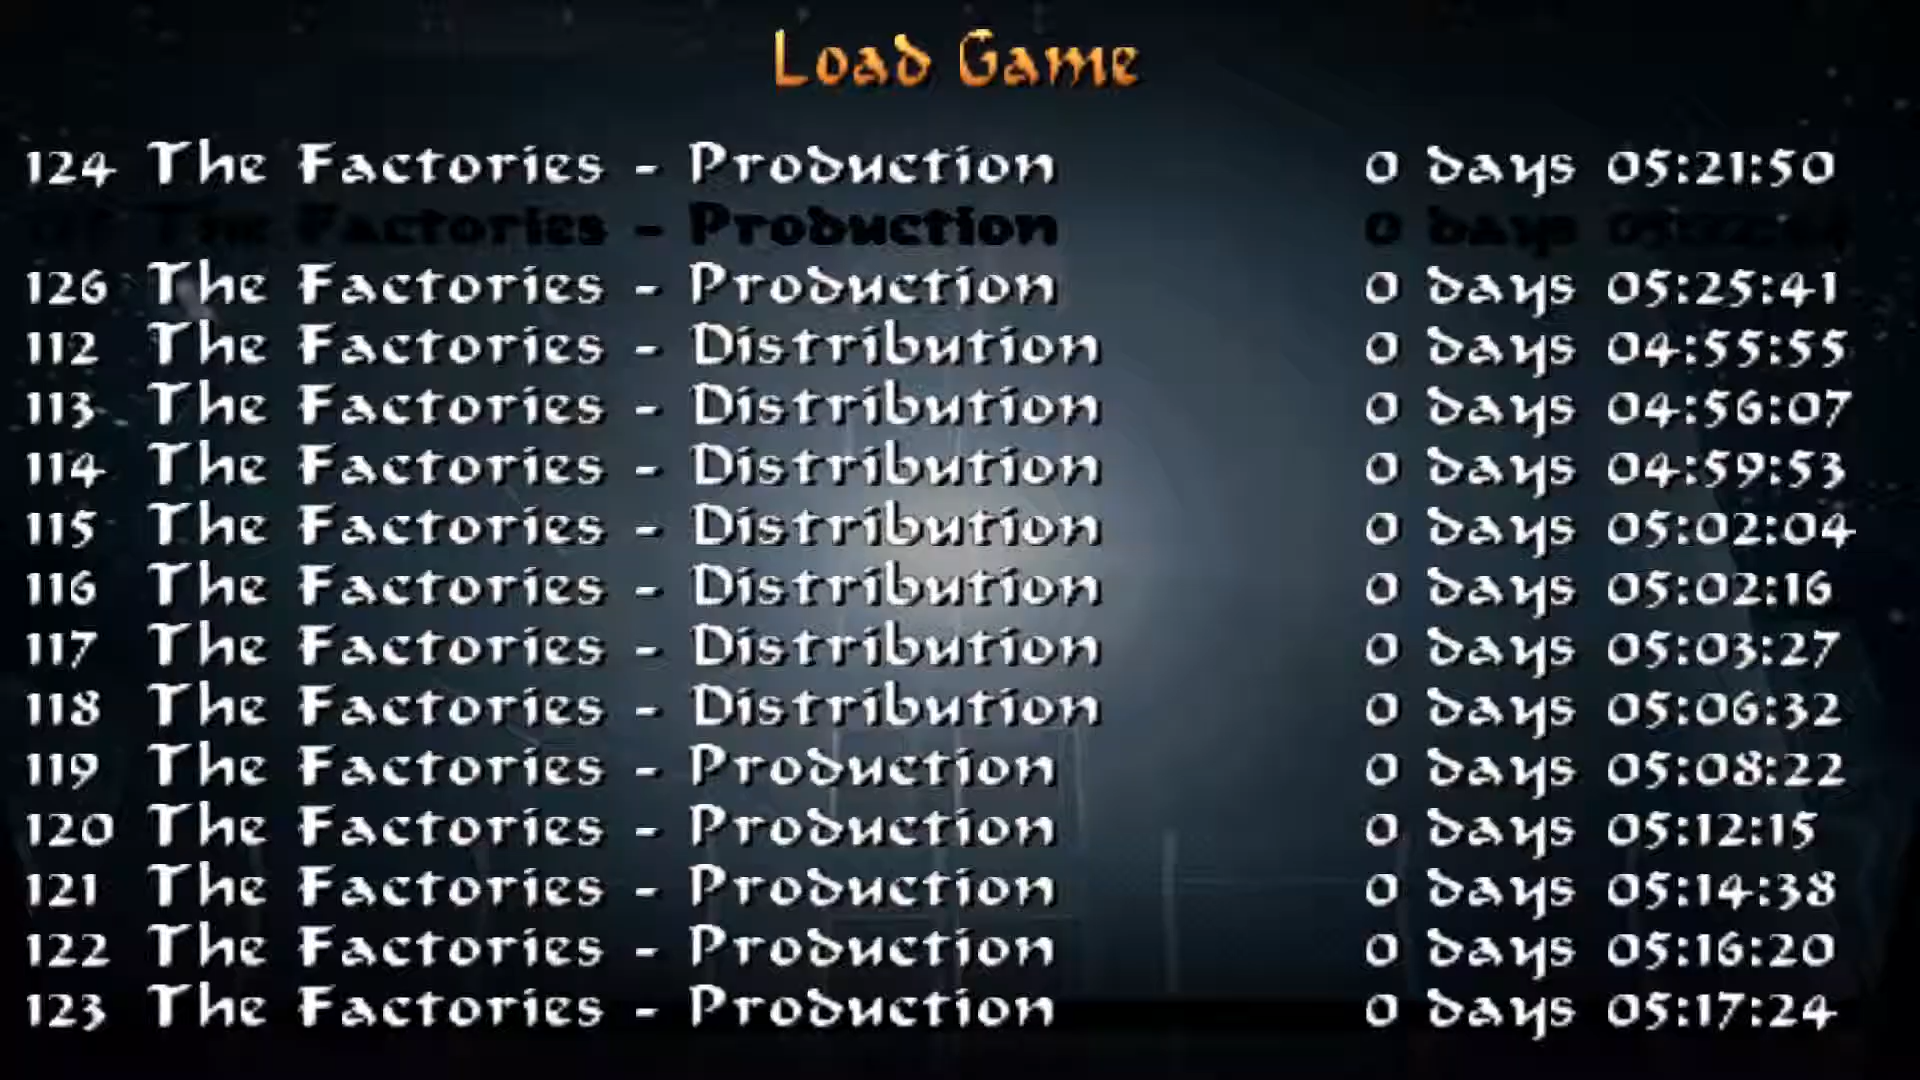 Load Game
124 The Factories - Production 0 days 05:21:50
The Factories - Production 0 days
126 The Factories - Production 0 days 05:25:41
112 The Factories - Distribution 0 days 04:55:55
113 The Factories - Distribution 0 days 04:56:07
114 The Factories - Distribution 0 days 04:59:53
115 The Factories - Distribution 0 days 05:02:04
116 The Factories - Distribution 0 days 05:02:16
117 The Factories - Distribution 0 days 05:03:27
118 The Factories - Distribution 0 days 05:06:32
119 The Factories - Production 0 days 05:08:22
120 The Factories - Production 0 days 05:12:15
121 The Factories - Production 0 days 05:14:38
122 The Factories - Production 0 days 05:16:20
123 The Factories - Production 0 days 05:17:24